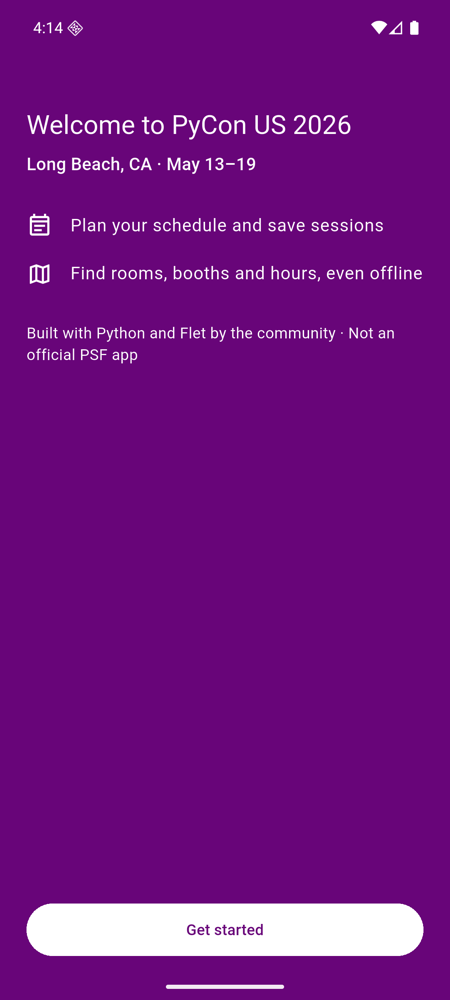 4:14
Welcome to PyCon US 2026
Long Beach, CA · May 13–19
Plan your schedule and save sessions
Find rooms, booths and hours, even offline
Built with Python and Flet by the community · Not an
official PSF app
Get started